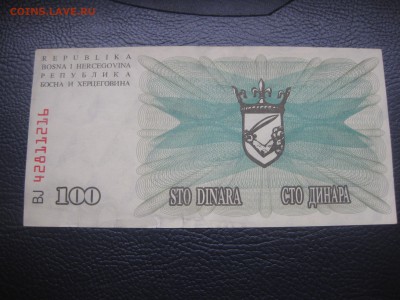 COINS.LAVE.RU
REPUBLIKA
BOSNA I HERCEGOVINA
РЕПУБЛИКА
БОСНА И ХЕРЦЕГОВИНА
BJ 42811216
100 STO DINARA СТО ДИНАРА